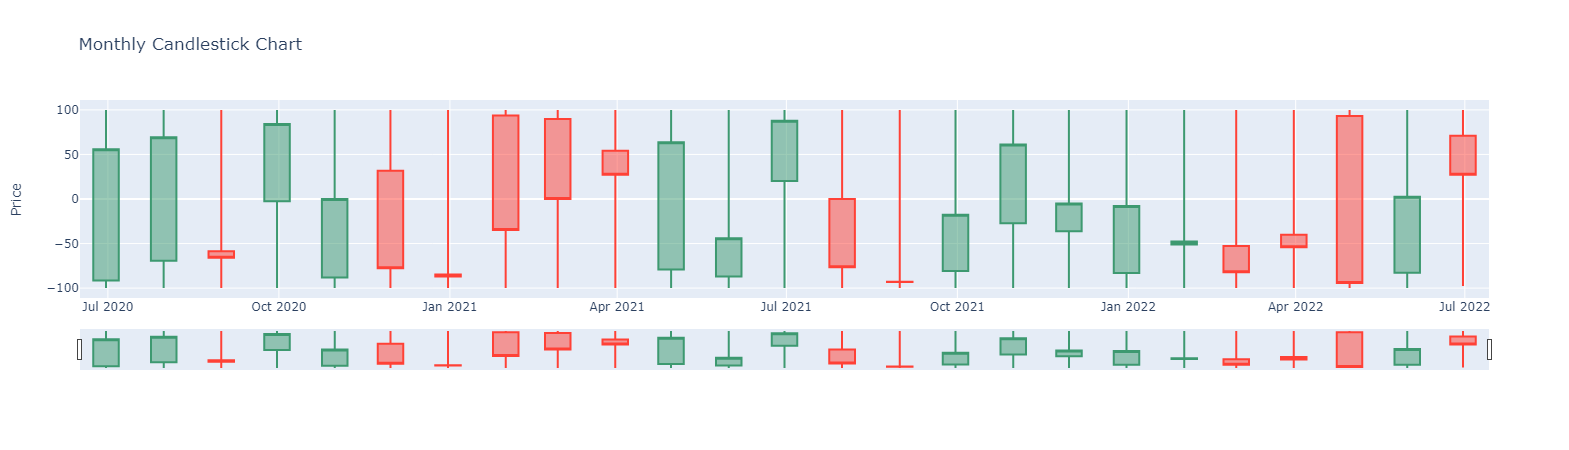 Monthly Candlestick Chart
Price
100
50
0
−50
−100
Jul 2020
Oct 2020
Jan 2021
Apr 2021
Jul 2021
Oct 2021
Jan 2022
Apr 2022
Jul 2022